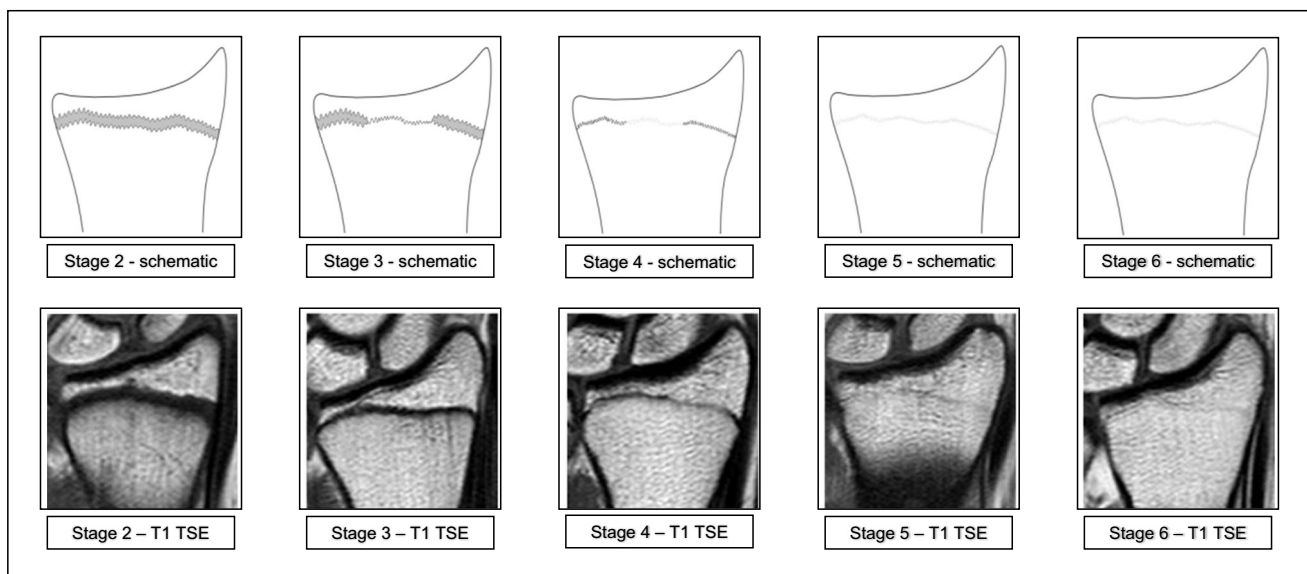 Stage 2 - schematic
Stage 3 - schematic
Stage 4 - schematic
Stage 5 - schematic
Stage 6 - schematic
Stage 2 – T1 TSE
Stage 3 – T1 TSE
Stage 4 – T1 TSE
Stage 5 – T1 TSE
Stage 6 – T1 TSE